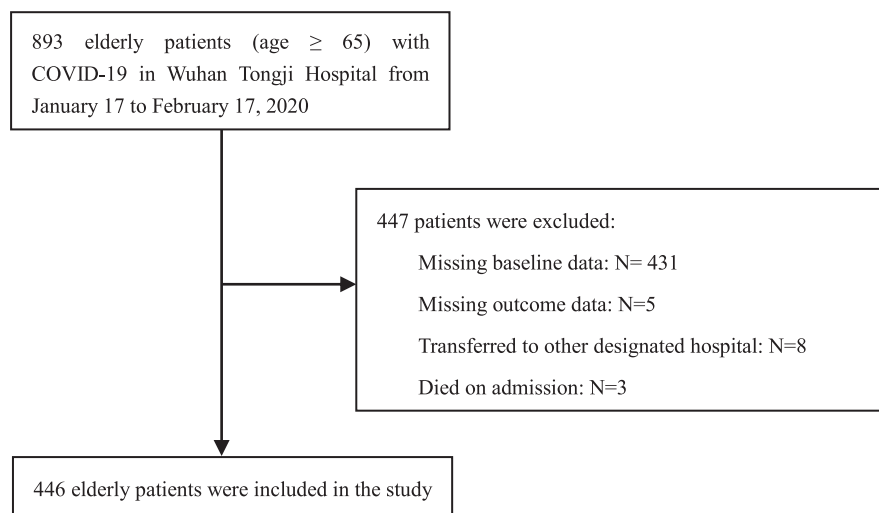 893 elderly patients (age ≥ 65) with
COVID-19 in Wuhan Tongji Hospital from
January 17 to February 17, 2020
447 patients were excluded:
Missing baseline data: N= 431
Missing outcome data: N=5
Transferred to other designated hospital: N=8
Died on admission: N=3
446 elderly patients were included in the study